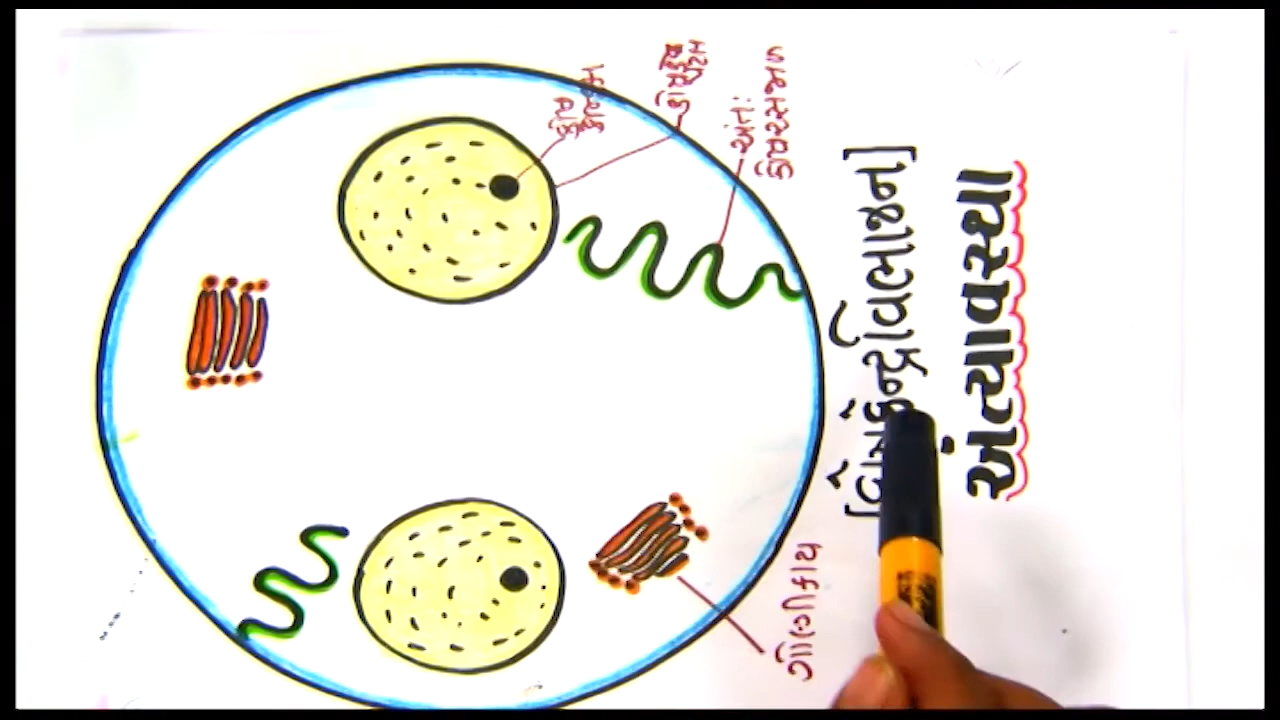 અંતઃ
કોષરસજાળ
ગોલ્ગીકાય
[કોષકેન્દ્રવિભાજન]
અંત્યાવસ્થા